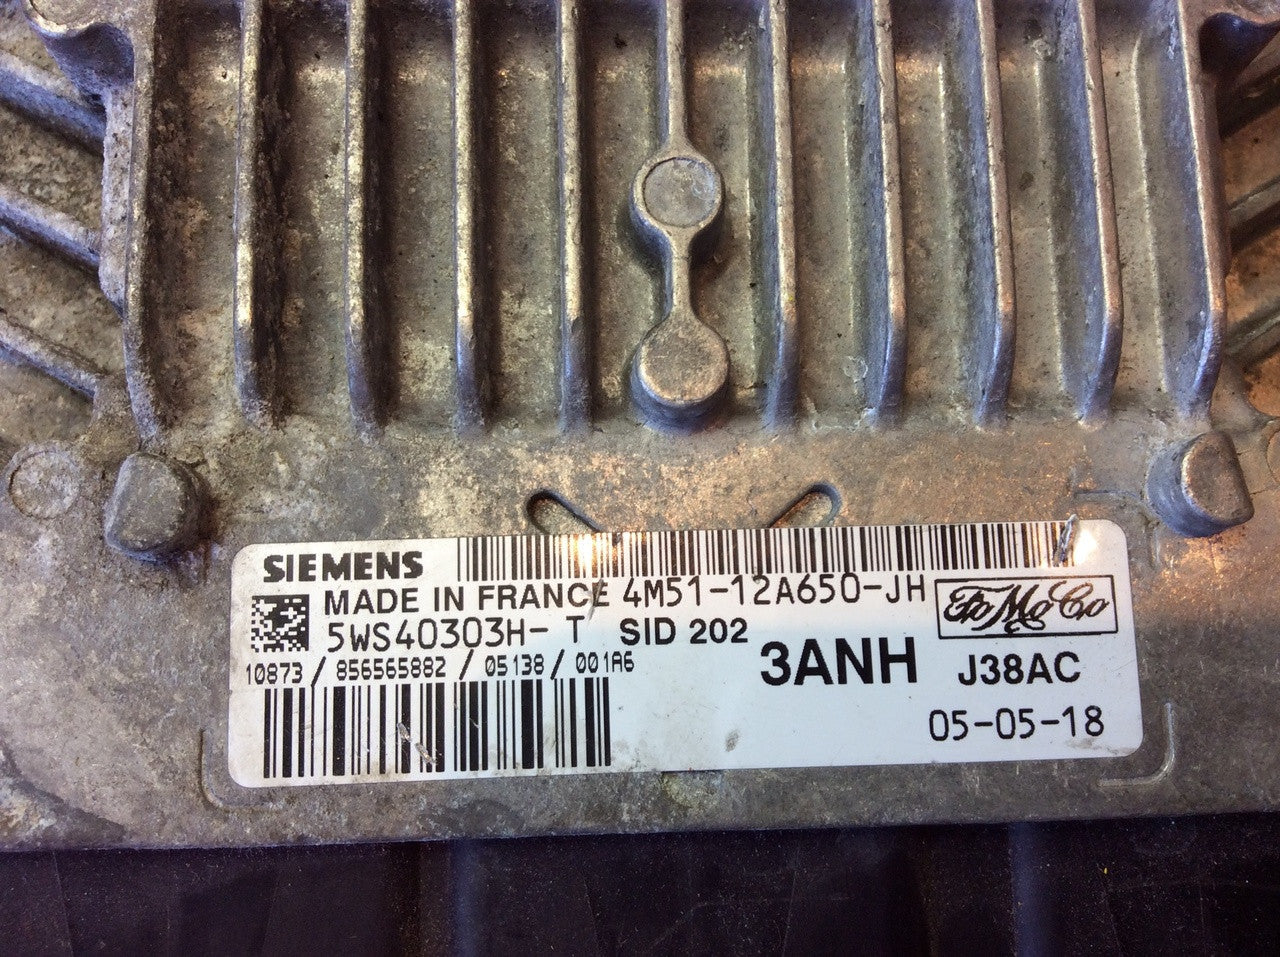 SIEMENS
MADE IN FRANCE 4M51-12A650-JH FoMoCo
5WS40303H- T SID 202
10873 / 856565882 / 05138 / 001A6 3ANH J38AC
05-05-18